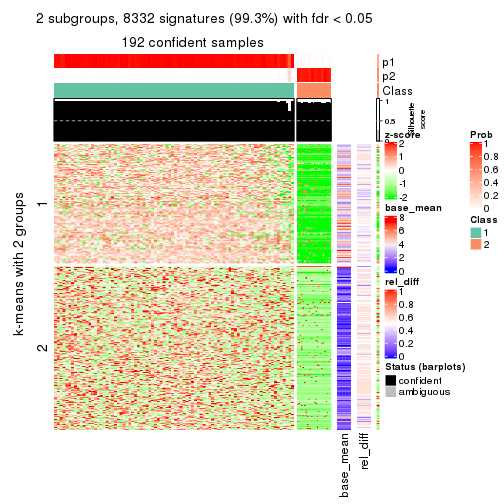 2 subgroups, 8332 signatures (99.3%) with fdr < 0.05
192 confident samples
p1
p2
Class
1
0.5
0
Silhouette
score
k-means with 2 groups
1
2
z-score
2
1
0
-1
-2
base_mean
8
6
4
2
0
rel_diff
1
0.8
0.6
0.4
0.2
0
Status (barplots)
confident
ambiguous
Prob
1
0.8
0.6
0.4
0.2
0
Class
1
2
base_mean
rel_diff